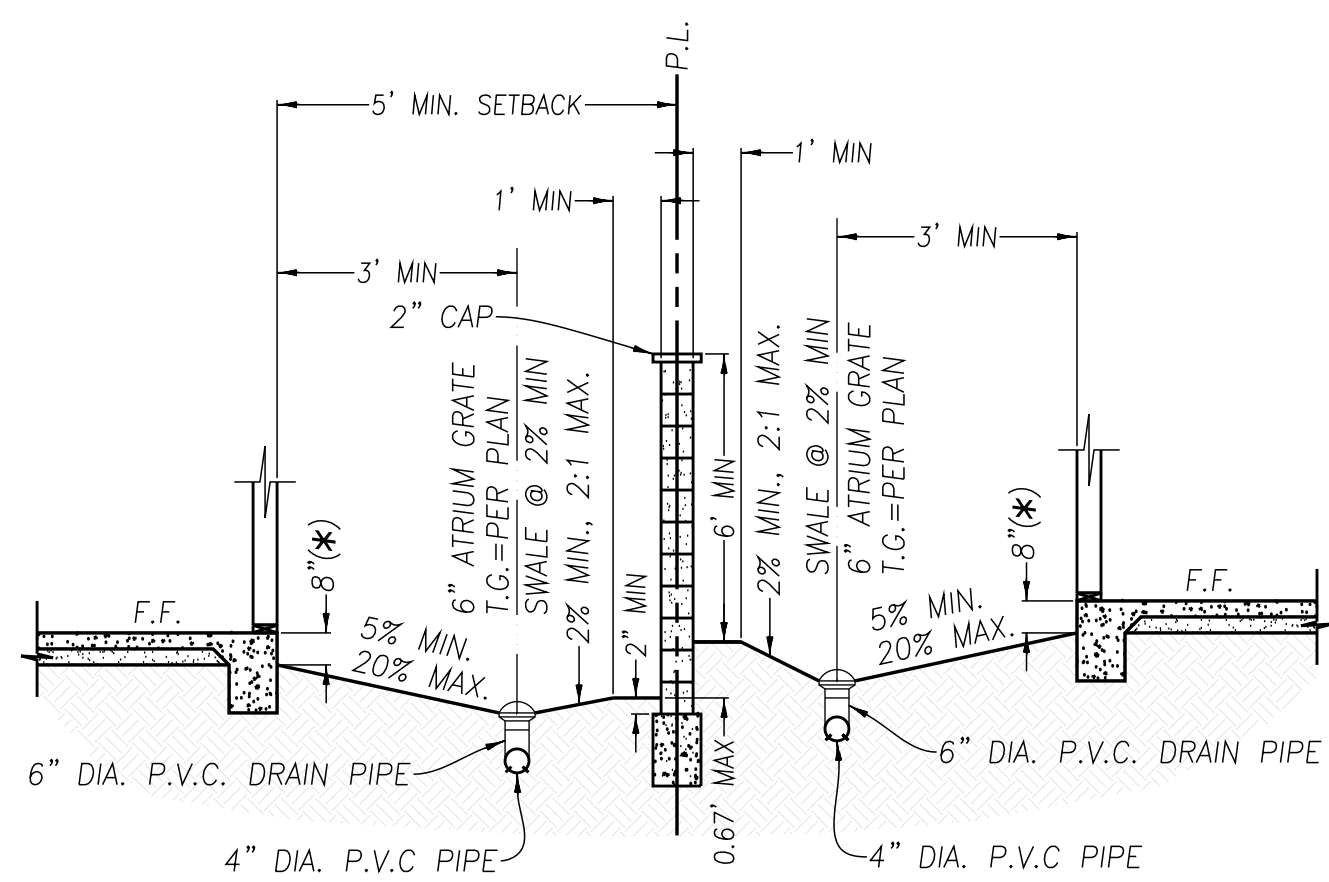 P.L.
5' MIN. SETBACK
1' MIN
1' MIN
3' MIN
3' MIN
2" CAP
6" ATRIUM GRATE
T.G.=PER PLAN
SWALE @ 2% MIN
2% MIN., 2:1 MAX.
2" MIN
6' MIN
2% MIN., 2:1 MAX.
SWALE @ 2% MIN
6" ATRIUM GRATE
T.G.=PER PLAN
8"(*)
8"(*)
F.F.
F.F.
5% MIN.
20% MAX.
5% MIN.
20% MAX.
0.67' MAX
6" DIA. P.V.C. DRAIN PIPE
6" DIA. P.V.C. DRAIN PIPE
4" DIA. P.V.C PIPE
4" DIA. P.V.C PIPE